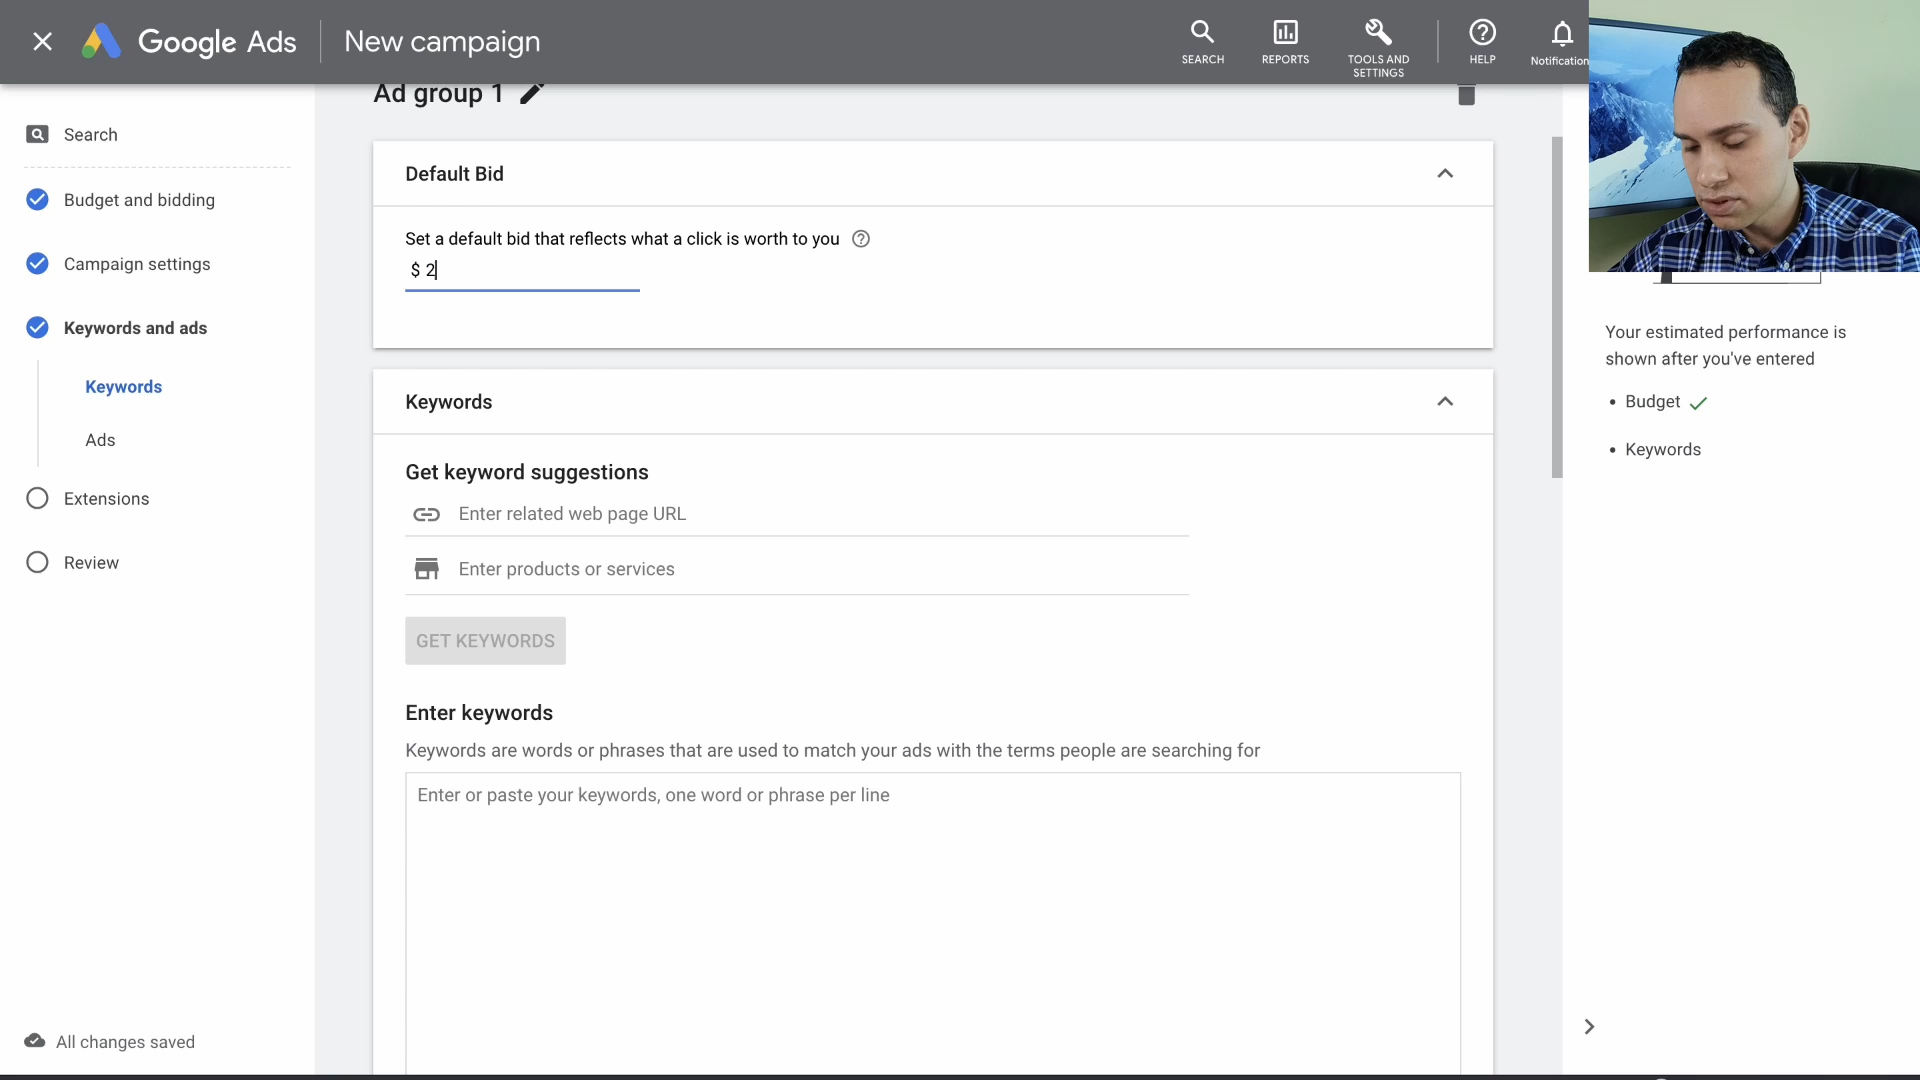 Google Ads
New campaign
SEARCH
REPORTS
TOOLS AND
SETTINGS
HELP
Notification
Ad group 1
Search
Budget and bidding
Campaign settings
Keywords and ads
Keywords
Ads
Extensions
Review
All changes saved
Default Bid
Set a default bid that reflects what a click is worth to you
$ 2
Keywords
Get keyword suggestions
Enter related web page URL
Enter products or services
GET KEYWORDS
Enter keywords
Keywords are words or phrases that are used to match your ads with the terms people are searching for
Enter or paste your keywords, one word or phrase per line
Your estimated performance is
shown after you've entered
• Budget
• Keywords